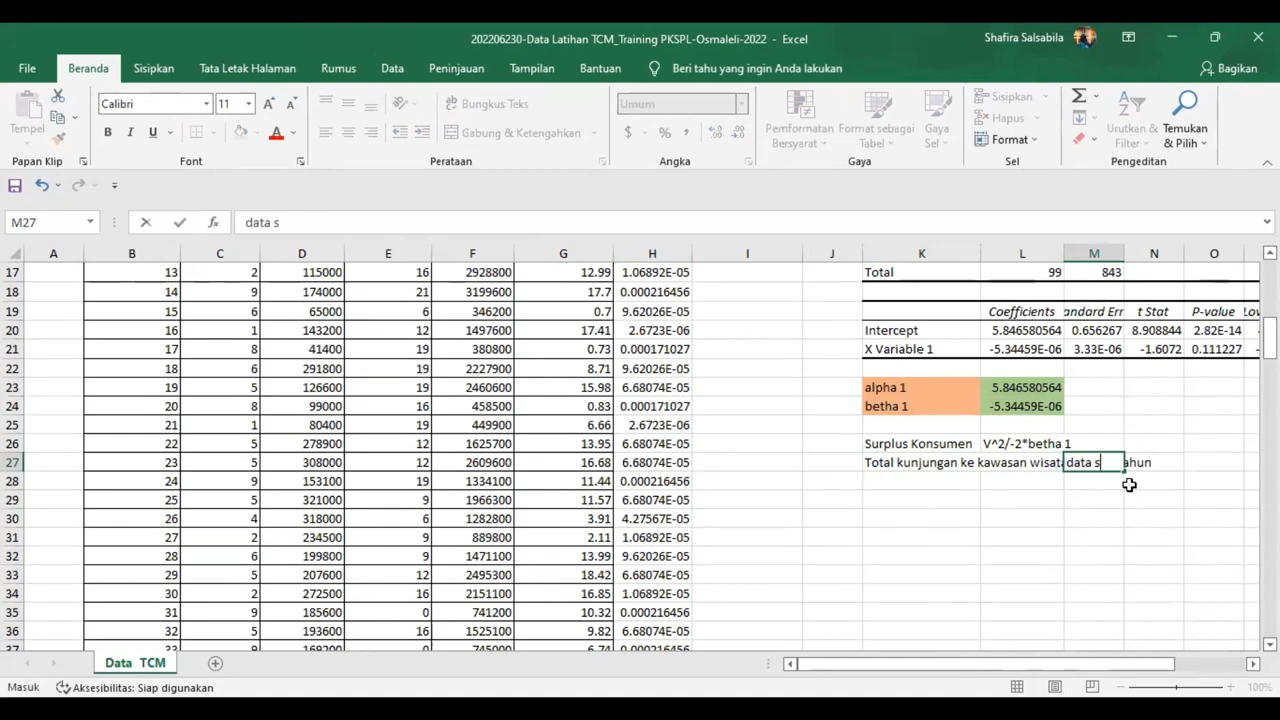 202206230-Data Latihan TCM_Training PKSPL-Osmaleli-2022 - Excel
Shafira Salsabila
File Beranda Sisipkan Tata Letak Halaman Rumus Data Peninjauan Tampilan Bantuan Beri tahu yang ingin Anda lakukan Bagikan
Tempel
Calibri 11
B I U A
Bungkus Teks
Gabung & Ketengahkan
Umum
$ % ,
Pemformatan Bersyarat
Format sebagai Tabel
Gaya Sel
Sisipkan
Hapus
Format
Urutkan & Filter
Temukan & Pilih
Papan Klip Font Perataan Angka Gaya Sel Pengeditan
M27 fx data s
A B C D E F G H I J K L M N O
17 13 2 115000 16 2928800 12.99 1.06892E-05 Total 99 843
18 14 9 174000 21 3199600 17.7 0.000216456
19 15 6 65000 6 346200 0.7 9.62026E-05 Coefficients andard Err t Stat P-value Lov
20 16 1 143200 12 1497600 17.41 2.6723E-06 Intercept 5.846580564 0.656267 8.908844 2.82E-14
21 17 8 41400 19 380800 0.73 0.000171027 X Variable 1 -5.34459E-06 3.33E-06 -1.6072 0.111227
22 18 6 291800 19 2227900 8.71 9.62026E-05
23 19 5 126600 19 2460600 15.98 6.68074E-05 alpha 1 5.846580564
24 20 8 99000 16 458500 0.83 0.000171027 betha 1 -5.34459E-06
25 21 1 80400 19 449900 6.66 2.6723E-06
26 22 5 278900 12 1625700 13.95 6.68074E-05 Surplus Konsumen V^2/-2*betha 1
27 23 5 308000 12 2609600 16.68 6.68074E-05 Total kunjungan ke kawasan wisata data s ahun
28 24 9 153100 19 1334100 11.44 0.000216456
29 25 5 321000 9 1966300 11.57 6.68074E-05
30 26 4 318000 6 1282800 3.91 4.27567E-05
31 27 2 234500 9 889800 2.11 1.06892E-05
32 28 6 199800 9 1471100 13.99 9.62026E-05
33 29 5 207600 12 2495300 18.42 6.68074E-05
34 30 2 272500 16 2151100 16.85 1.06892E-05
35 31 9 185600 0 741200 10.32 0.000216456
36 32 5 193600 16 1525100 9.82 6.68074E-05
37 33 9 169200 0 745000 6.74 0.000216456
Data_TCM
Masuk Aksesibilitas: Siap digunakan 100%